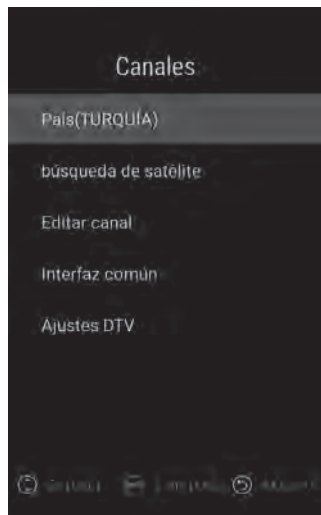 Canales
País(TURQUÍA)
búsqueda de satélite
Editar canal
Interfaz común
Ajustes DTV